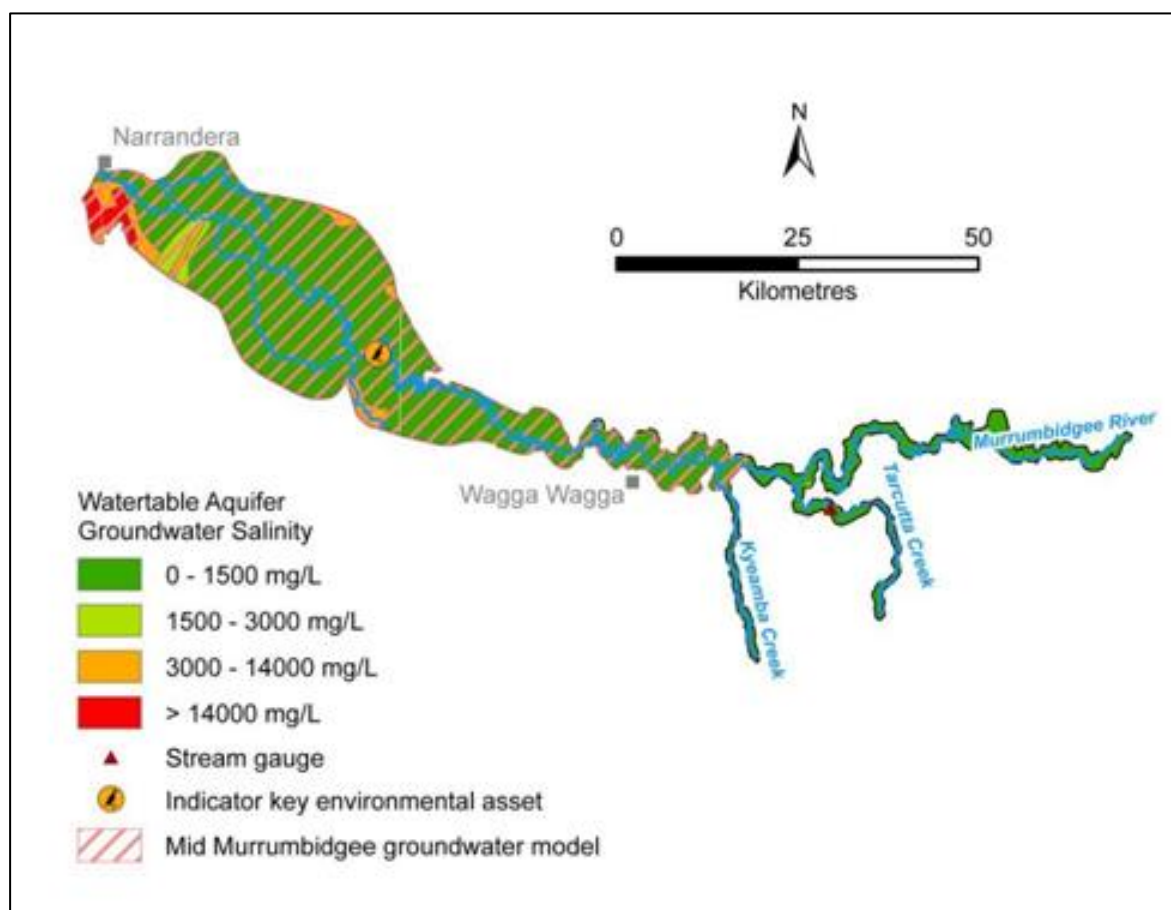 Narrandera
N
0 25 50
Kilometres
Murrumbidgee River
Tarcutta Creek
Wagga Wagga
Kyeamba Creek
Watertable Aquifer
Groundwater Salinity
0 - 1500 mg/L
1500 - 3000 mg/L
3000 - 14000 mg/L
> 14000 mg/L
Stream gauge
Indicator key environmental asset
Mid Murrumbidgee groundwater model